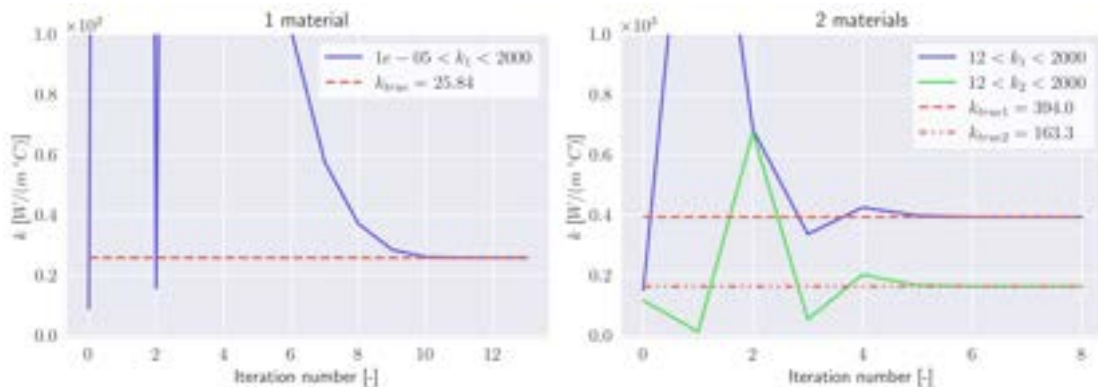 1 material
×10²
1e − 05 < k₁ < 2000
k_true = 25.84
1.0
0.8
0.6
0.4
0.2
0.0
k [W/(m °C)]
0 2 4 6 8 10 12
Iteration number [-]
2 materials
×10³
12 < k₁ < 2000
12 < k₂ < 2000
k_true1 = 394.0
k_true2 = 163.3
1.0
0.8
0.6
0.4
0.2
0.0
k [W/(m °C)]
0 2 4 6 8
Iteration number [-]